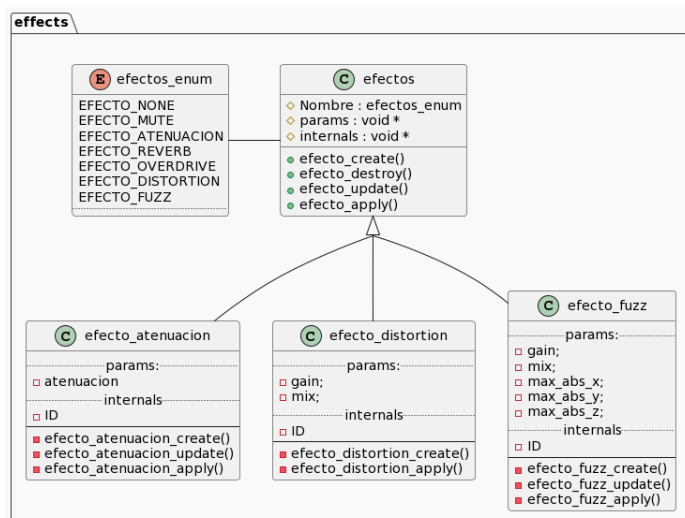 effects
E efectos_enum
EFECTO_NONE
EFECTO_MUTE
EFECTO_ATENUACION
EFECTO_REVERB
EFECTO_OVERDRIVE
EFECTO_DISTORTION
EFECTO_FUZZ
C efectos
Nombre : efectos_enum
params : void *
internals : void *
efecto_create()
efecto_destroy()
efecto_update()
efecto_apply()
C efecto_atenuacion
params:
atenuacion
internals
ID
efecto_atenuacion_create()
efecto_atenuacion_update()
efecto_atenuacion_apply()
C efecto_distortion
params:
gain;
mix;
internals
ID
efecto_distortion_create()
efecto_distortion_apply()
C efecto_fuzz
params:
gain;
mix;
max_abs_x;
max_abs_y;
max_abs_z;
internals
ID
efecto_fuzz_create()
efecto_fuzz_update()
efecto_fuzz_apply()